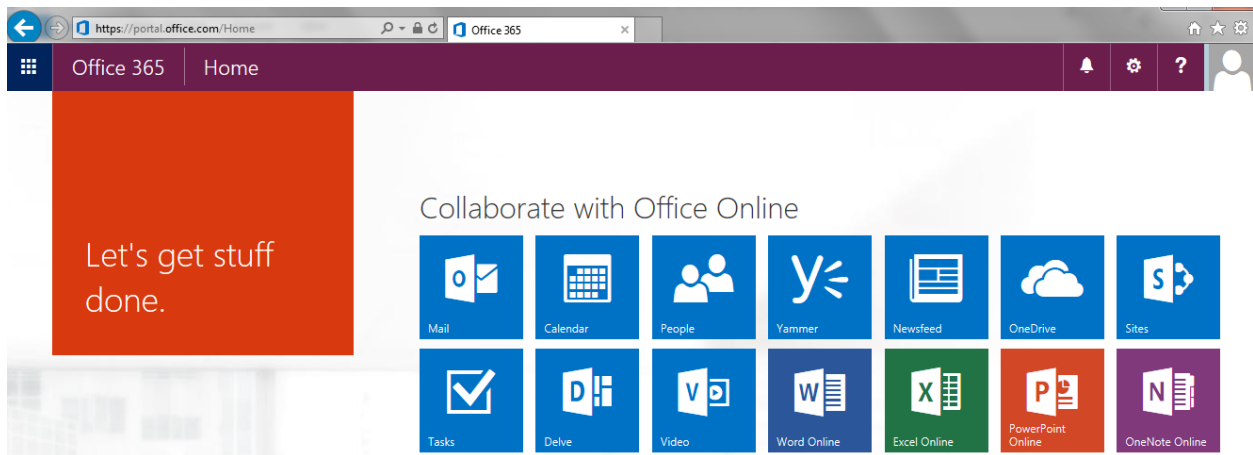 https://portal.office.com/Home
Office 365
Office 365 Home
?
Let's get stuff
done.
Collaborate with Office Online
Mail Calendar People Yammer Newsfeed OneDrive Sites
Tasks Delve Video Word Online Excel Online PowerPoint Online OneNote Online